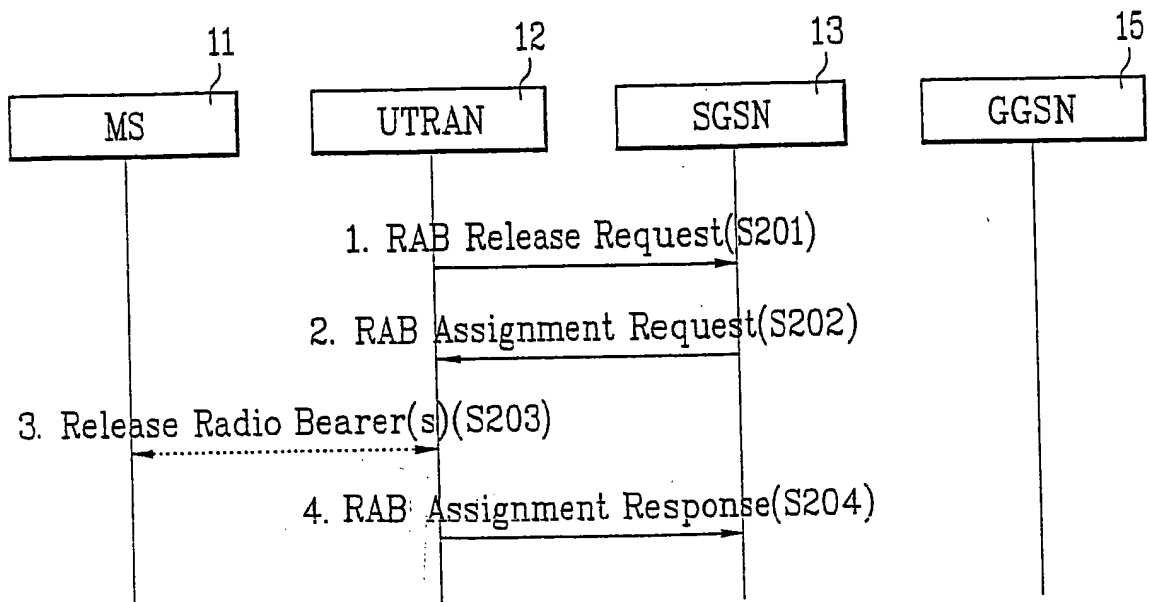 11
12
13
15
MS
UTRAN
SGSN
GGSN
1. RAB Release Request(S201)
2. RAB Assignment Request(S202)
3. Release Radio Bearer(s)(S203)
4. RAB Assignment Response(S204)